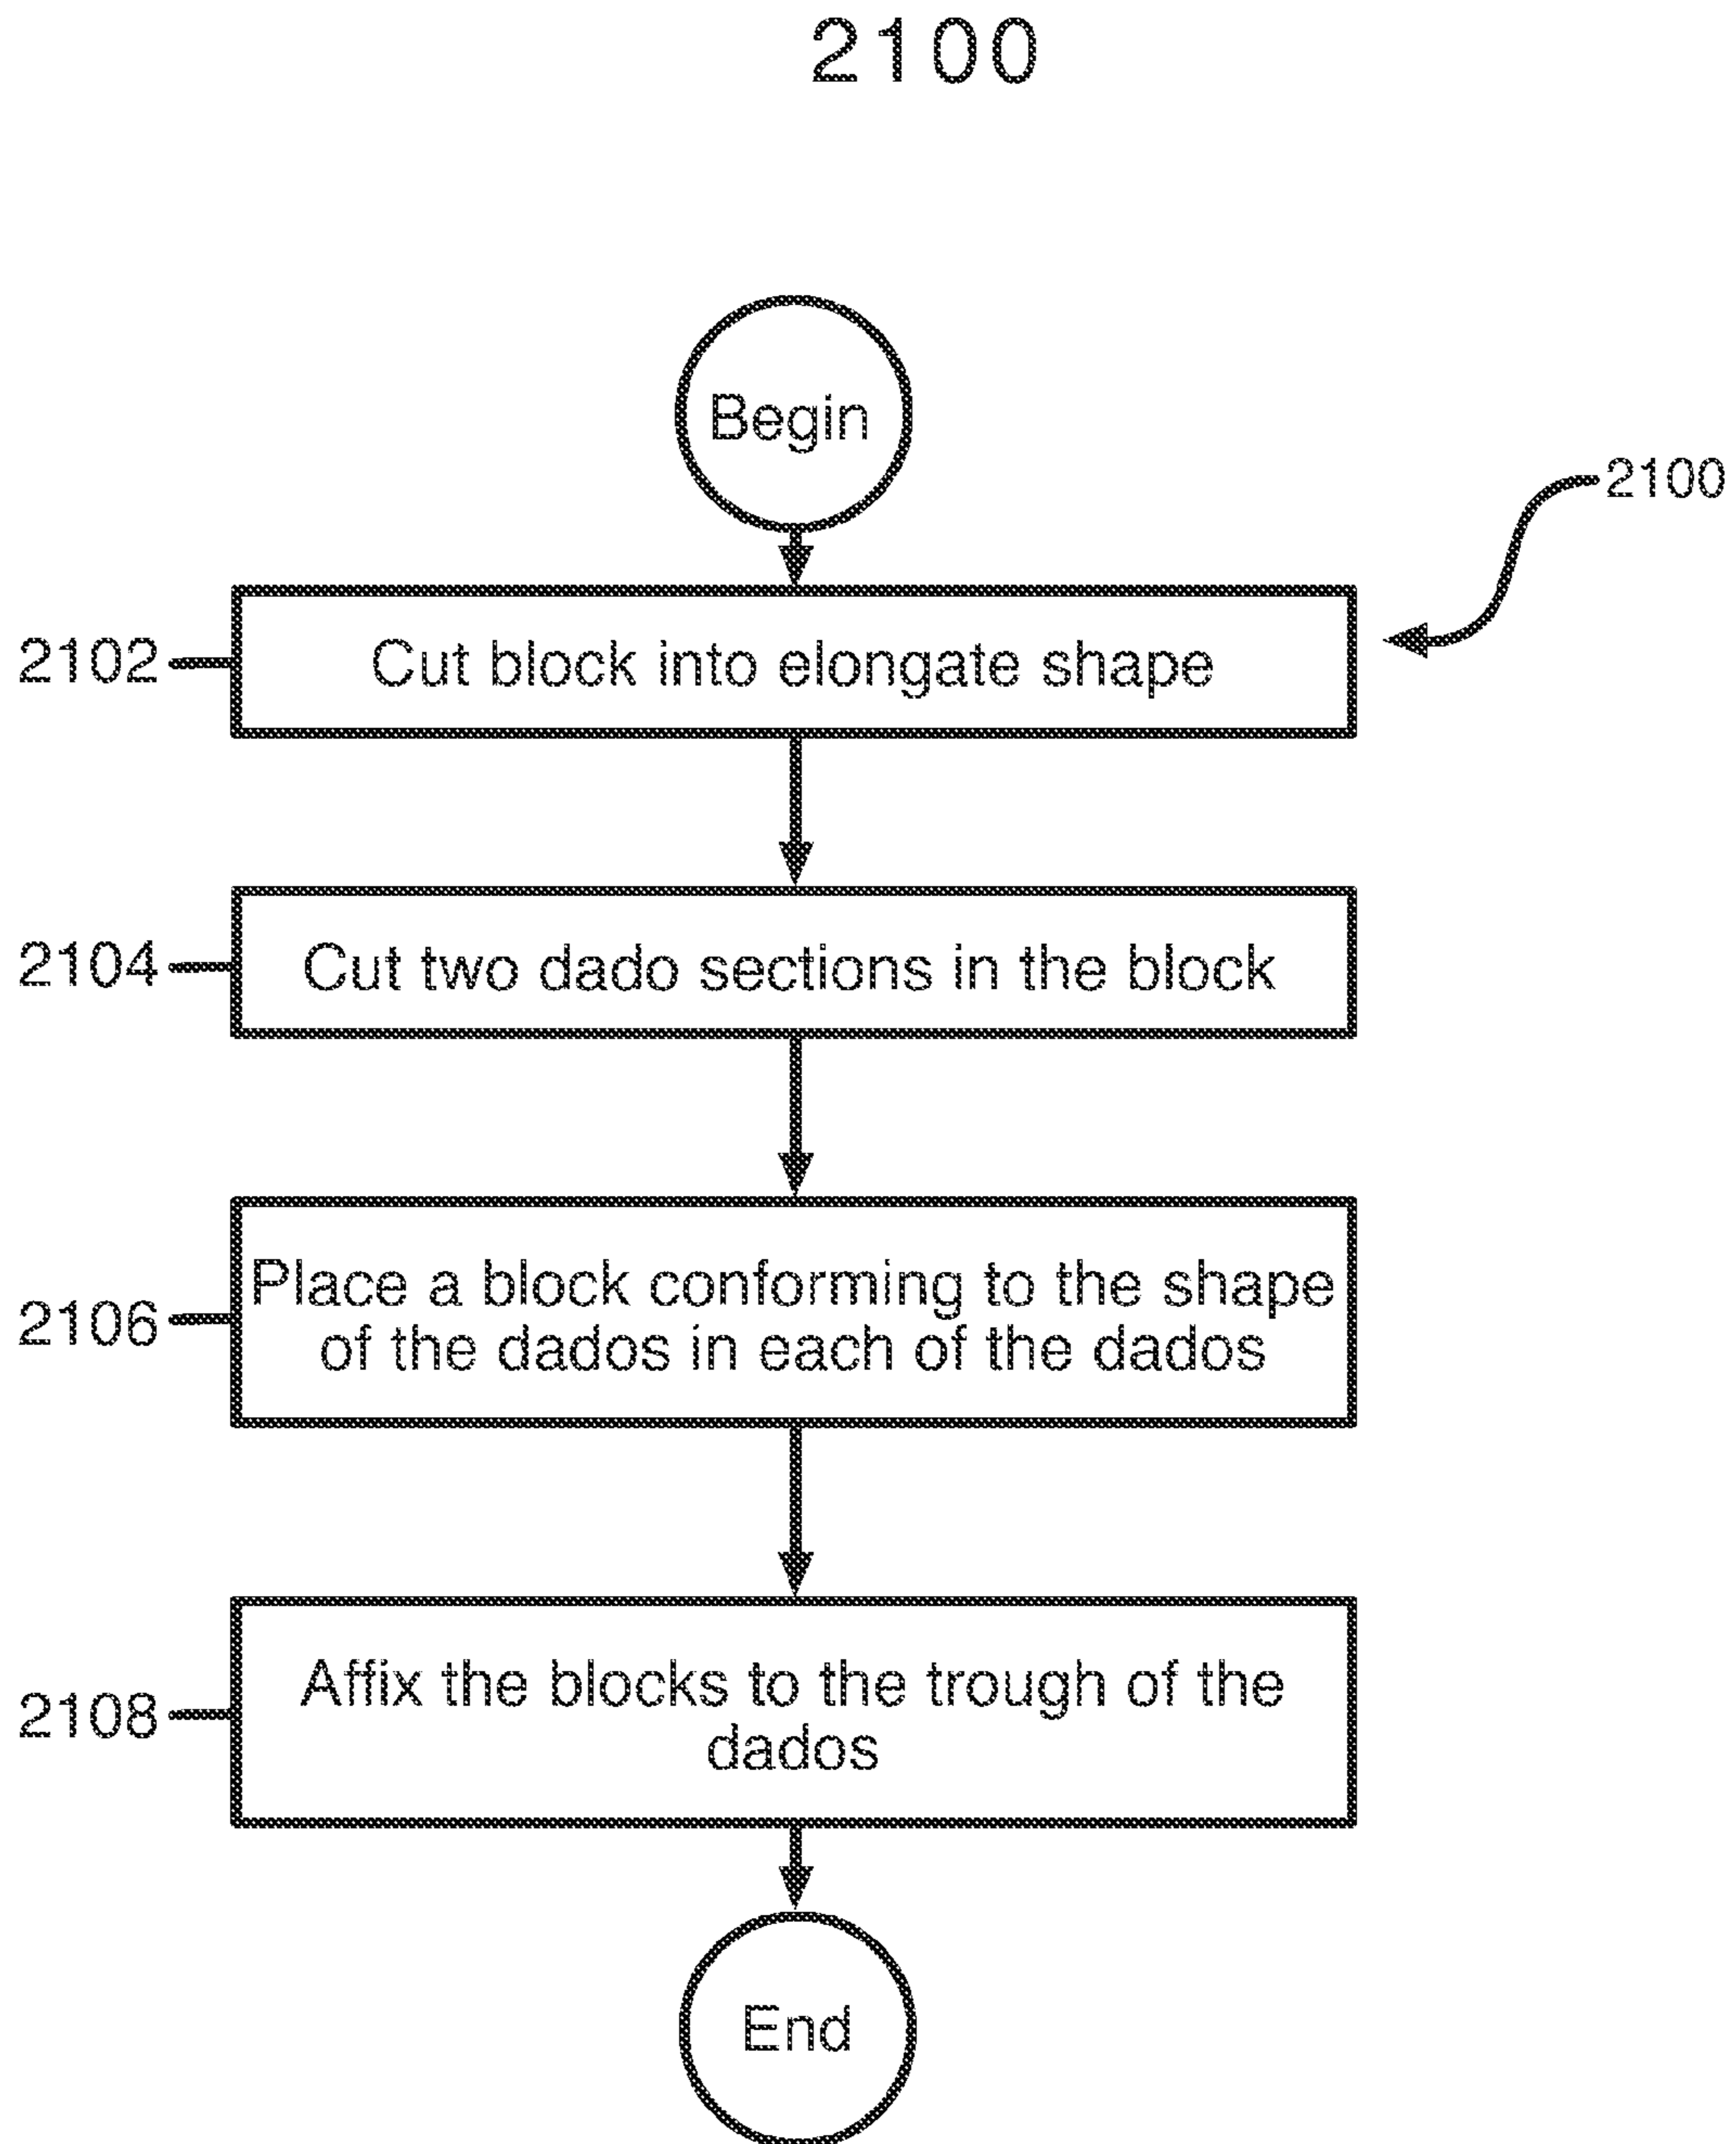 2100
Begin
2100
2102
Cut block into elongate shape
2104
Cut two dado sections in the block
2106
Place a block conforming to the shape
of the dados in each of the dados
2108
Affix the blocks to the trough of the
dados
End